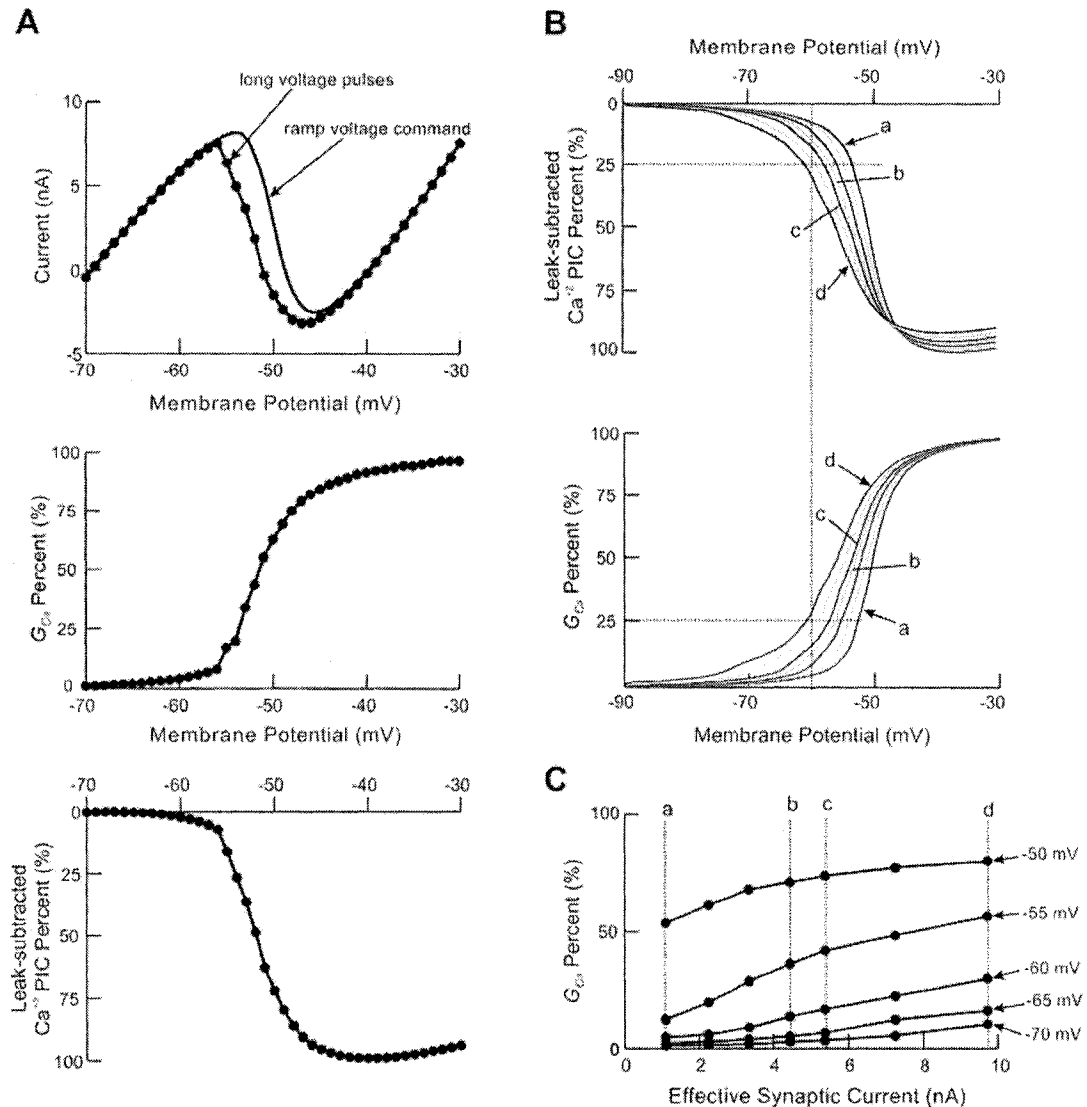 A
long voltage pulses
ramp voltage command
10
5
0
-5
Current (nA)
-70 -60 -50 -40 -30
Membrane Potential (mV)
100
75
50
25
0
G_Ca Percent (%)
-70 -60 -50 -40 -30
Membrane Potential (mV)
-70 -60 -50 -40 -30
0
25
50
75
100
Leak-subtracted
Ca+2 PIC Percent (%)
B
Membrane Potential (mV)
-90 -70 -50 -30
0
25
50
75
100
Leak-subtracted
Ca+2 PIC Percent (%)
a
b
c
d
100
75
50
25
G_Ca Percent (%)
d
c
b
a
-90 -70 -50 -30
Membrane Potential (mV)
C
100
50
0
G_Ca Percent (%)
a b c d
-50 mV
-55 mV
-60 mV
-65 mV
-70 mV
0 2 4 6 8 10
Effective Synaptic Current (nA)